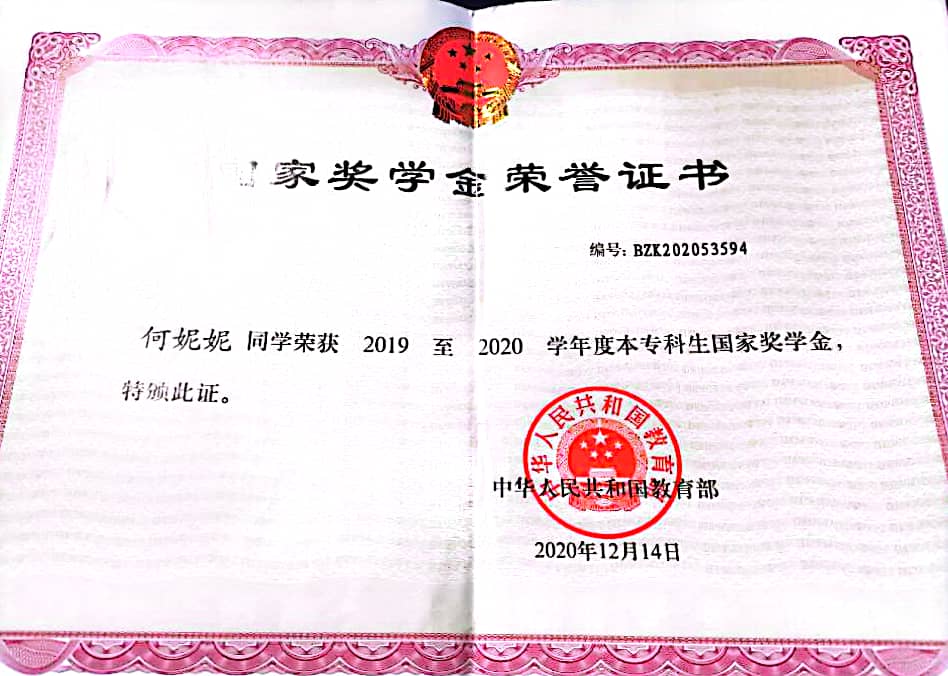 国家奖学金荣誉证书
编号：BZK202053594
何妮妮 同学荣获 2019 至 2020 学年度本专科生国家奖学金，
特颁此证。
中华人民共和国教育部
中华人民共和国教育部
2020年12月14日